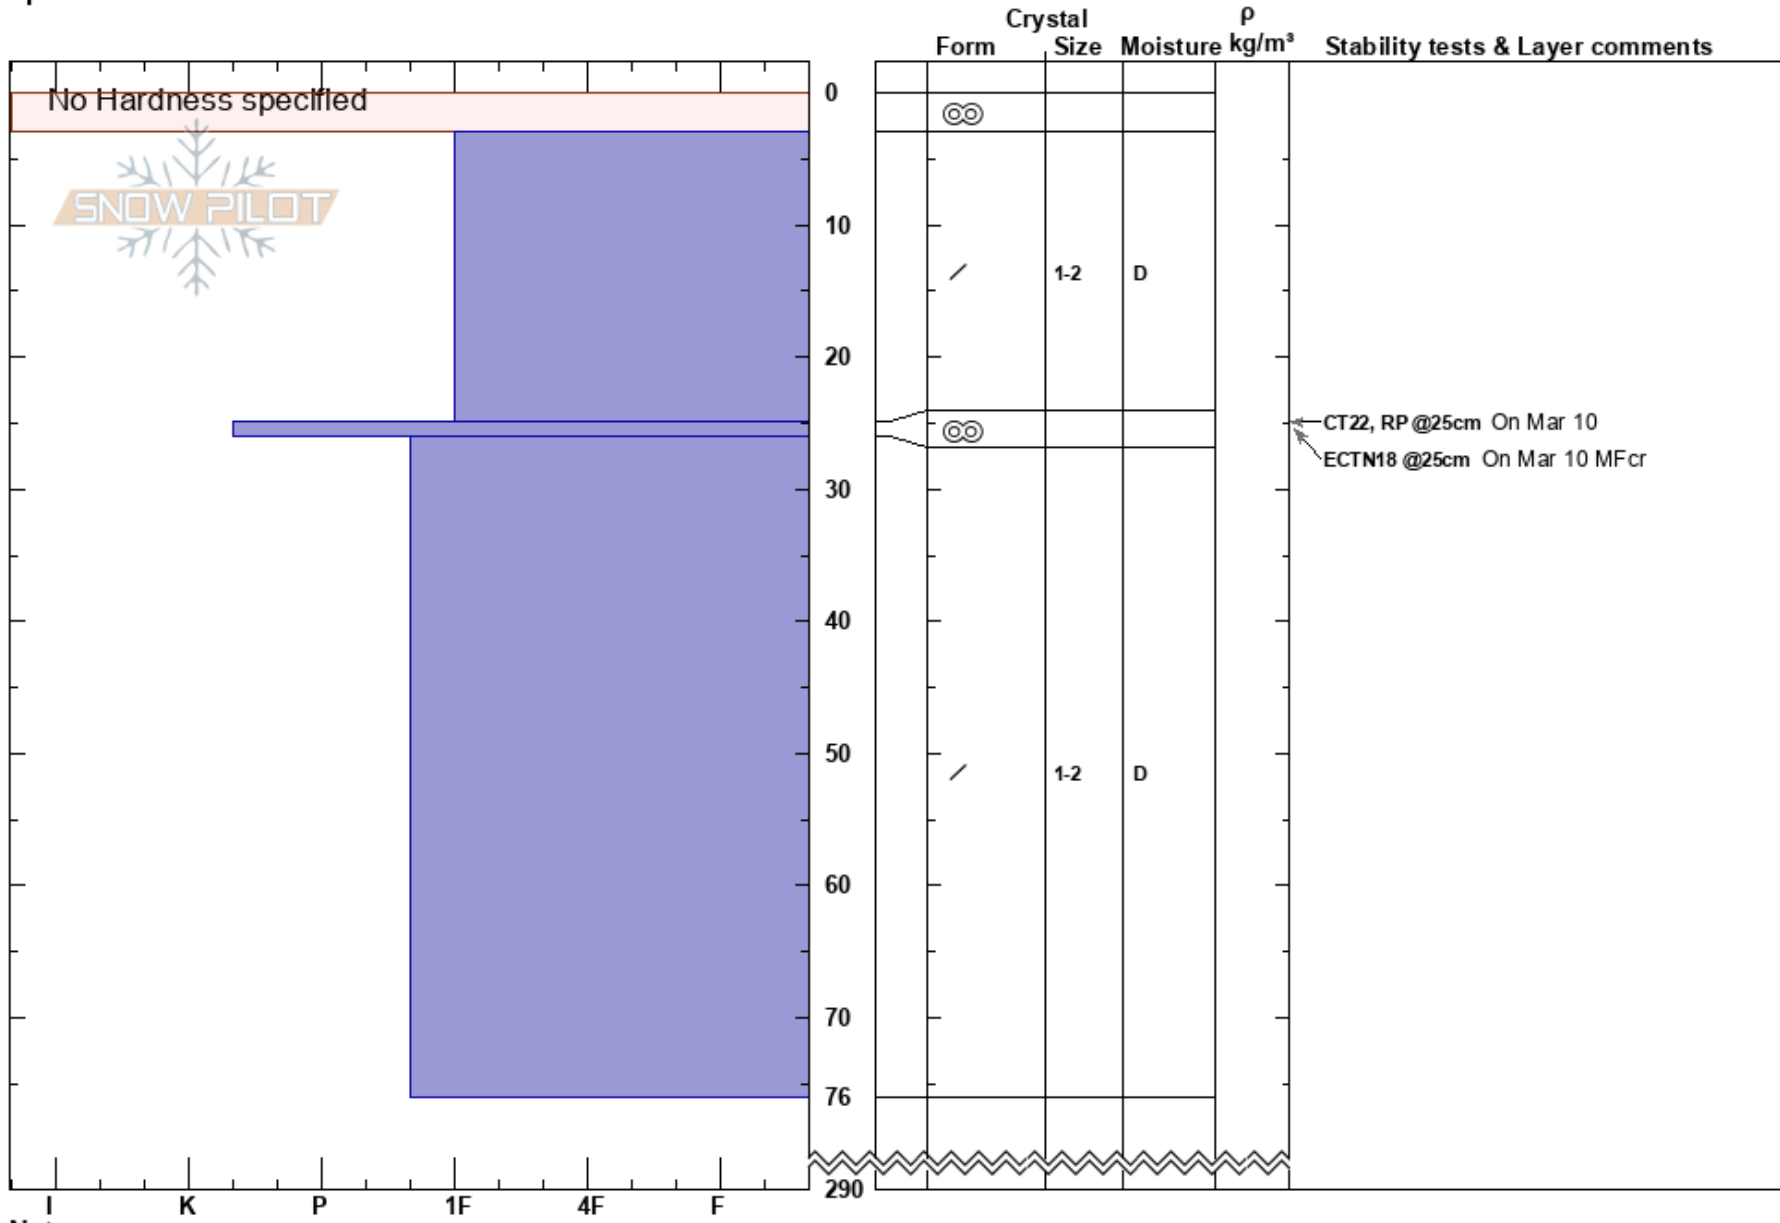 Crystal ρ
Form Size Moisture kg/m³ Stability tests & Layer comments
No Hardness specified
0
SNOW PILOT
10
1-2 D
20
CT22, RP @25cm On Mar 10
ECTN18 @25cm On Mar 10 MFcr
30
40
50
1-2 D
60
70
76
290
I K P 1F 4F F